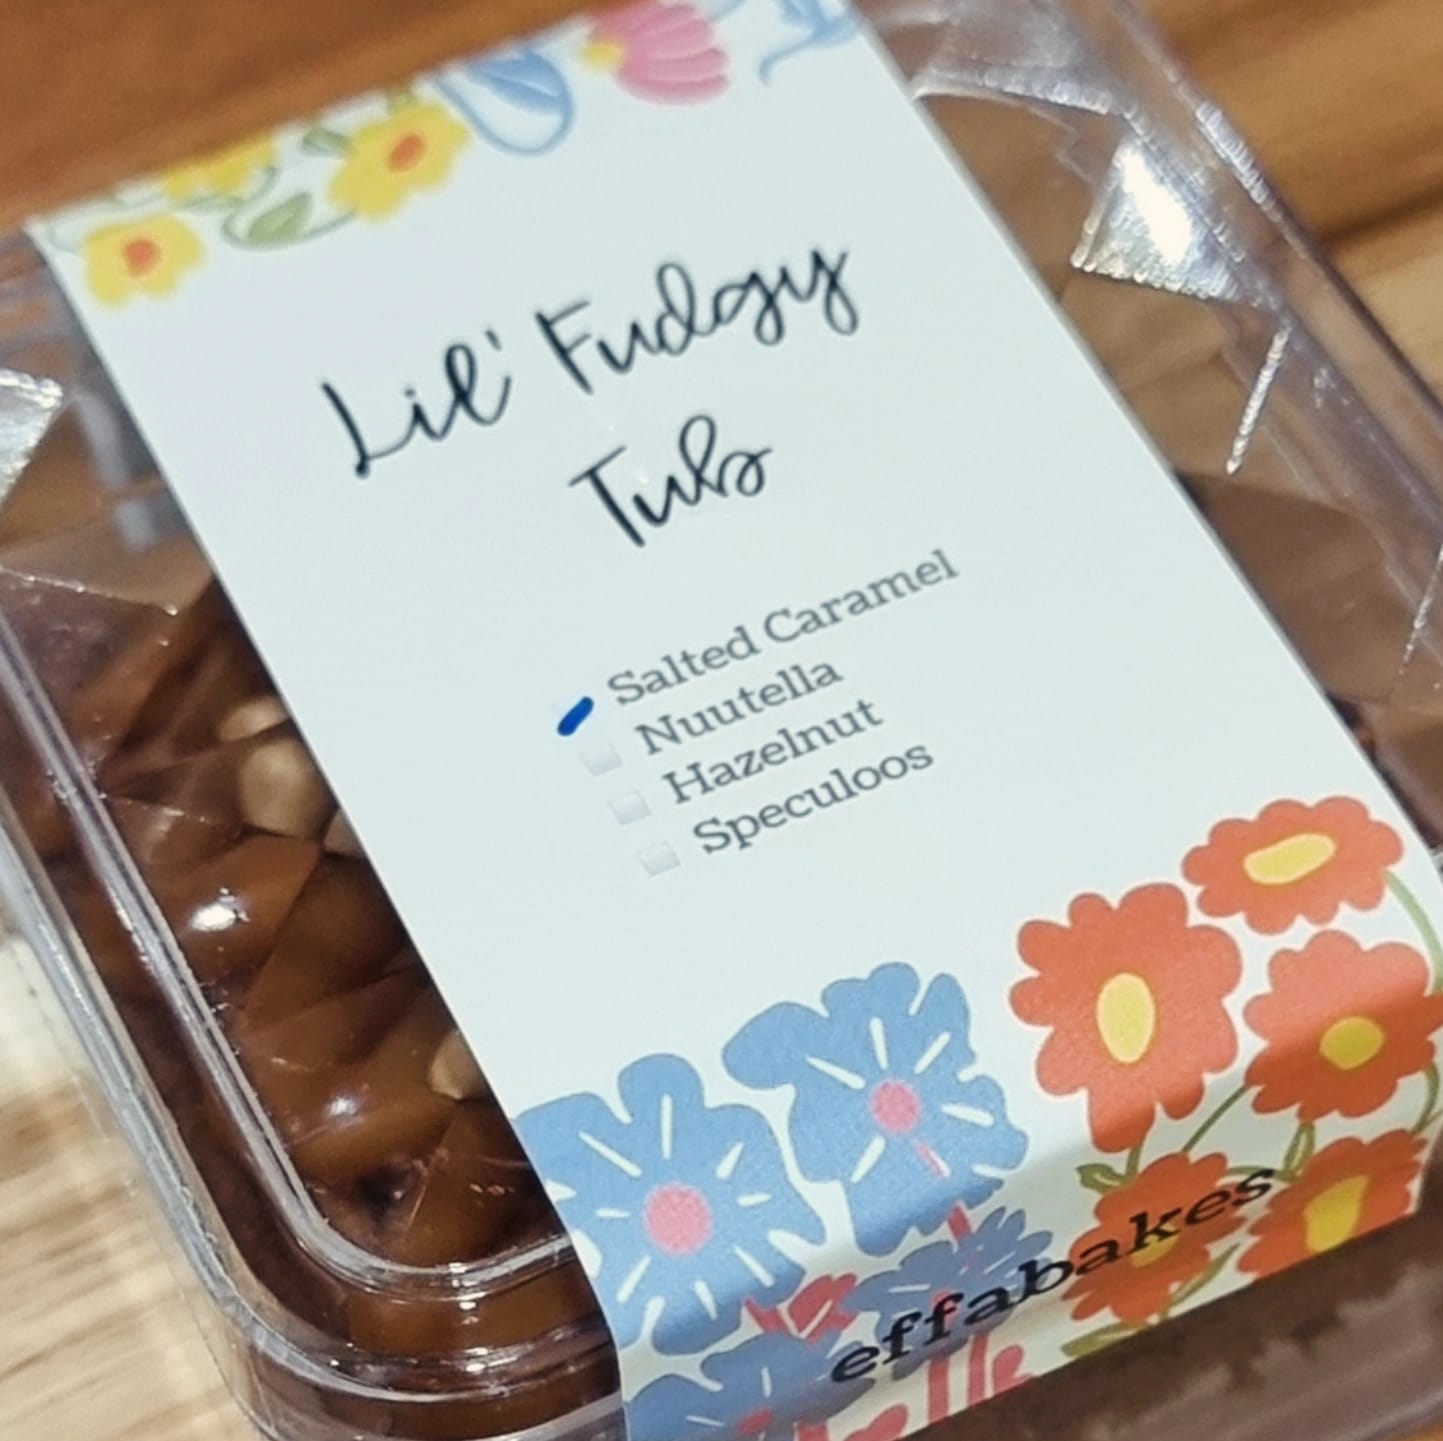 Lil' Fudgy
Tub
Salted Caramel
Nuutella
Hazelnut
Speculoos
effabakes